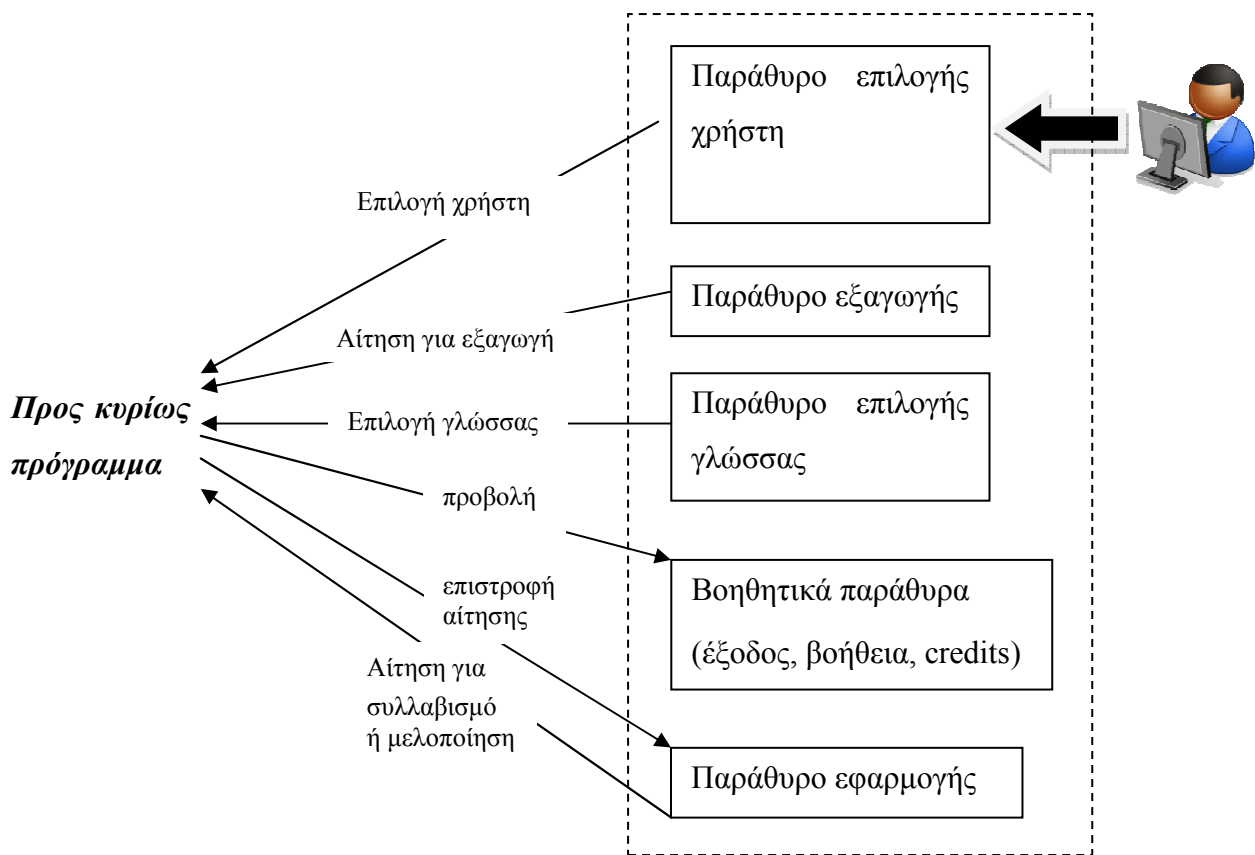 Παράθυρο επιλογής
χρήστη
Επιλογή χρήστη
Παράθυρο εξαγωγής
Αίτηση για εξαγωγή
Προς κυρίως
πρόγραμμα
Παράθυρο επιλογής
γλώσσας
Επιλογή γλώσσας
προβολή
Βοηθητικά παράθυρα
(έξοδος, βοήθεια, credits)
επιστροφή
αίτησης
Αίτηση για
συλλαβισμό
ή μελοποίηση
Παράθυρο εφαρμογής